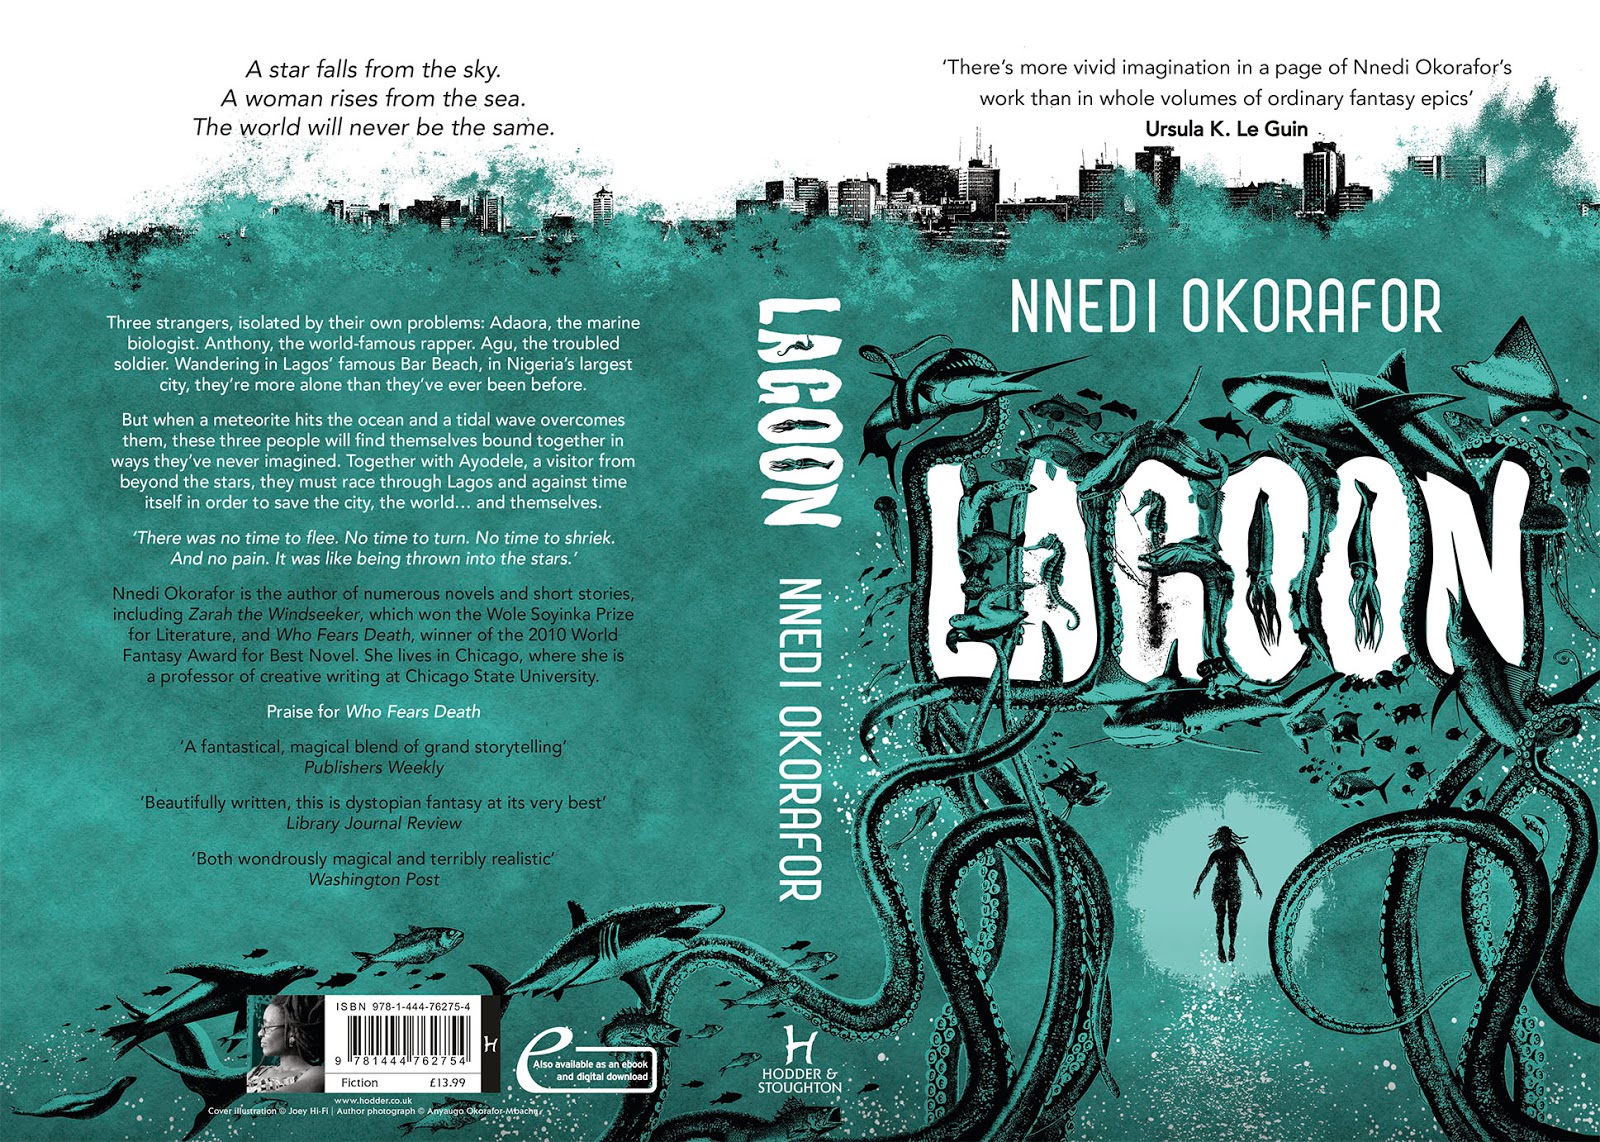 A star falls from the sky.
A woman rises from the sea.
The world will never be the same.
Three strangers, isolated by their own problems: Adaora, the marine
biologist. Anthony, the world-famous rapper. Agu, the troubled
soldier. Wandering in Lagos’ famous Bar Beach, in Nigeria’s largest
city, they’re more alone than they’ve ever been before.
But when a meteorite hits the ocean and a tidal wave overcomes
them, these three people will find themselves bound together in
ways they’ve never imagined. Together with Ayodele, a visitor from
beyond the stars, they must race through Lagos and against time
itself in order to save the city, the world… and themselves.
‘There was no time to flee. No time to turn. No time to shriek.
And no pain. It was like being thrown into the stars.’
Nnedi Okorafor is the author of numerous novels and short stories,
including Zarah the Windseeker, which won the Wole Soyinka Prize
for Literature, and Who Fears Death, winner of the 2010 World
Fantasy Award for Best Novel. She lives in Chicago, where she is
a professor of creative writing at Chicago State University.
Praise for Who Fears Death
‘A fantastical, magical blend of grand storytelling’
Publishers Weekly
‘Beautifully written, this is dystopian fantasy at its very best’
Library Journal Review
‘Both wondrously magical and terribly realistic’
Washington Post
ISBN 978-1-444-76275-4
9 781444 762754
Fiction £13.99
www.hodder.co.uk
Cover illustration © Joey Hi-Fi | Author photograph © Anyaugo Okorafor-Mbachu
H
e
Also available as an ebook
and digital download
LAGOON
NNEDI OKORAFOR
H
HODDER &
STOUGHTON
‘There’s more vivid imagination in a page of Nnedi Okorafor’s
work than in whole volumes of ordinary fantasy epics’
Ursula K. Le Guin
NNEDI OKORAFOR
LAGOON